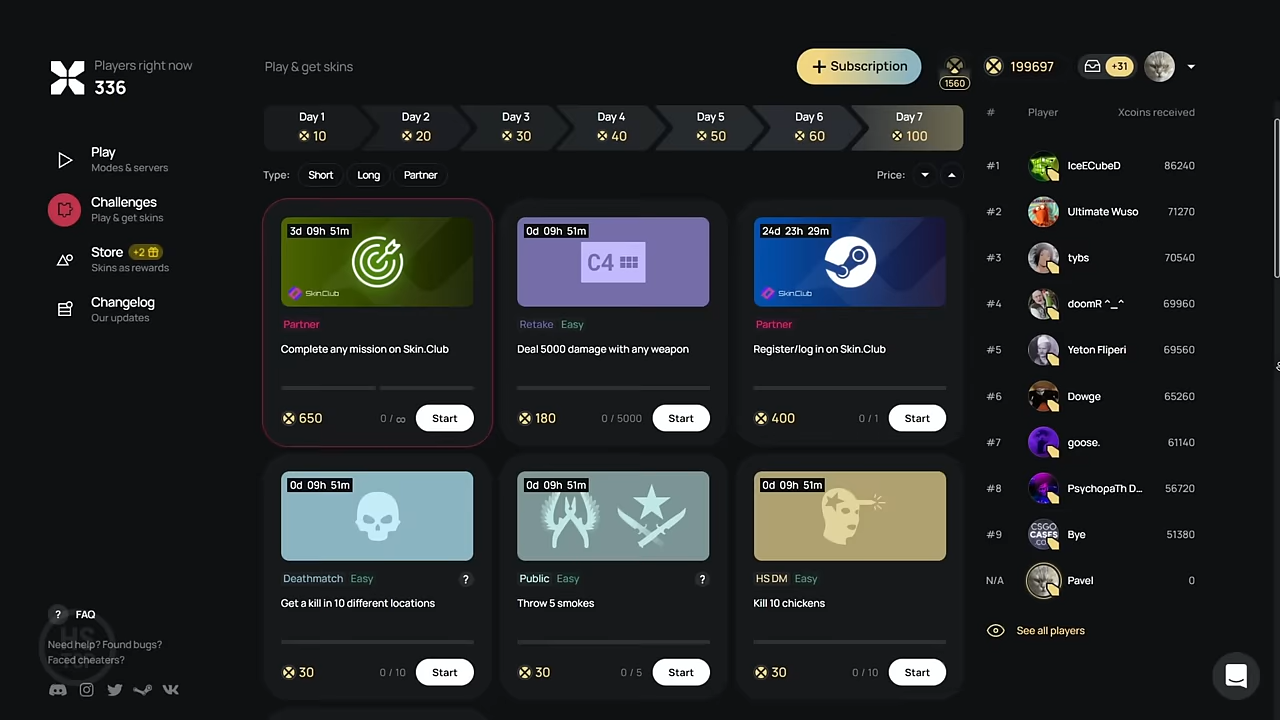 Players right now
336
Play & get skins
Subscription
1560
199697
+31
Day 1
10
Day 2
20
Day 3
30
Day 4
40
Day 5
50
Day 6
60
Day 7
100
Type:
Short
Long
Partner
Price:
Play
Modes & servers
Challenges
Play & get skins
Store +2
Skins as rewards
Changelog
Our updates
3d 09h 51m
Skin.Club
Partner
Complete any mission on Skin.Club
650
0 / ∞
Start
0d 09h 51m
C4
Retake Easy
Deal 5000 damage with any weapon
180
0 / 5000
Start
24d 23h 29m
Skin.Club
Partner
Register/log in on Skin.Club
400
0 / 1
Start
0d 09h 51m
Deathmatch Easy
?
Get a kill in 10 different locations
30
0 / 10
Start
0d 09h 51m
Public Easy
?
Throw 5 smokes
30
0 / 5
Start
0d 09h 51m
HS DM Easy
Kill 10 chickens
30
0 / 10
Start
# Player Xcoins received
#1 IceECubeD 86240
#2 Ultimate Wuso 71270
#3 tybs 70540
#4 doomR ^_^ 69960
#5 Yeton Fliperi 69560
#6 Dowge 65260
#7 goose. 61140
#8 PsychopaTh D... 56720
#9 CSGO CASES Bye 51380
N/A Pavel 0
See all players
? FAQ
HS
Need help? Found bugs?
Faced cheaters?